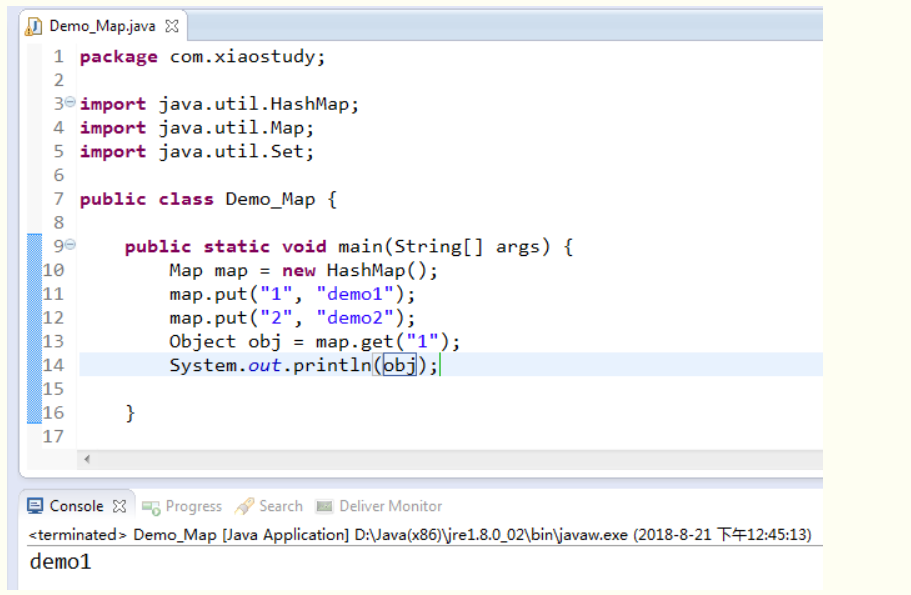 Demo_Map.java
1 package com.xiaostudy;
2
3 import java.util.HashMap;
4 import java.util.Map;
5 import java.util.Set;
6
7 public class Demo_Map {
8
9     public static void main(String[] args) {
10         Map map = new HashMap();
11         map.put("1", "demo1");
12         map.put("2", "demo2");
13         Object obj = map.get("1");
14         System.out.println(obj);
15
16     }
17
Console Progress Search Deliver Monitor
<terminated> Demo_Map [Java Application] D:\Java(x86)\jre1.8.0_02\bin\javaw.exe (2018-8-21 下午12:45:13)
demo1